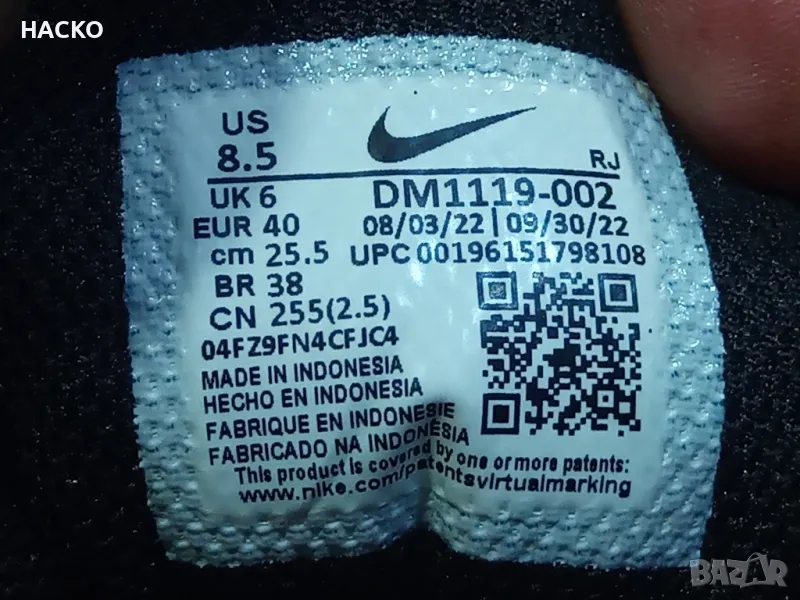 HACKO
US
8.5
RJ
UK 6
DM1119-002
EUR 40
08/03/22 | 09/30/22
cm 25.5
UPC 00196151798108
BR 38
CN 255(2.5)
04FZ9FN4CFJC4
MADE IN INDONESIA
HECHO EN INDONESIA
FABRIQUE EN INDONESIE
FABRICADO NA INDONÉSIA
This product is covered by one or more patents:
www.nike.com/patentsvirtualmarking
BAZAR